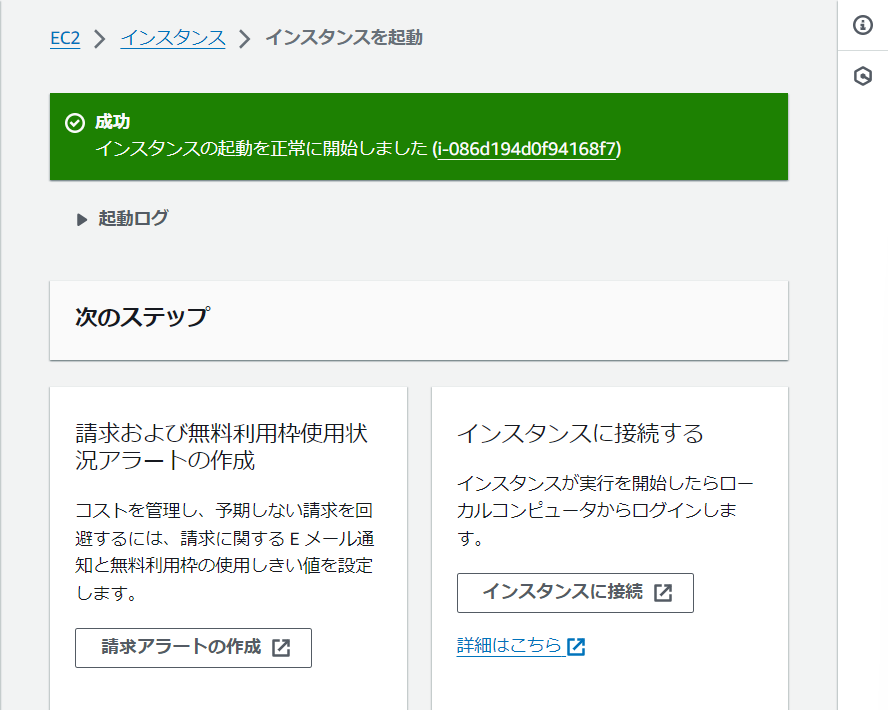 EC2 > インスタンス > インスタンスを起動
成功
インスタンスの起動を正常に開始しました (i-086d194d0f94168f7)
起動ログ
次のステップ
請求および無料利用枠使用状
況アラートの作成
コストを管理し、予期しない請求を回
避するには、請求に関する E メール通
知と無料利用枠の使用しきい値を設定
します。
請求アラートの作成
インスタンスに接続する
インスタンスが実行を開始したらロー
カルコンピュータからログインしま
す。
インスタンスに接続
詳細はこちら